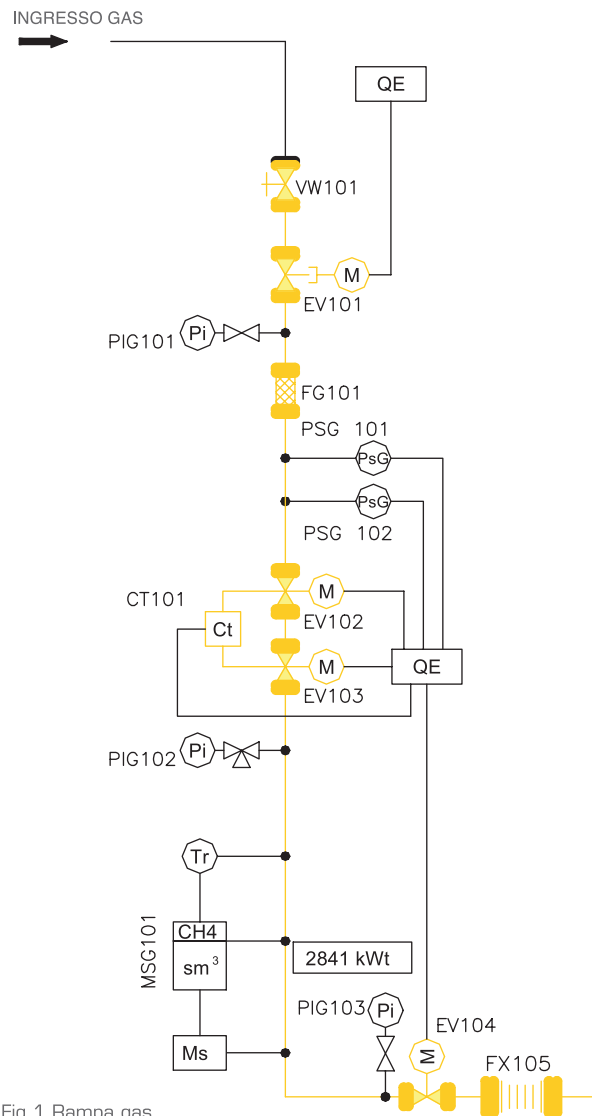 INGRESSO GAS
QE
VW101
M
EV101
PIG101
Pi
FG101
PSG 101
PsG
PsG
PSG 102
CT101
M
EV102
Ct
M
QE
EV103
PIG102
Pi
Tr
MSG101
CH4
sm³
2841 kWt
PIG103
Pi
EV104
Ms
M
FX105
Fig.1 Rampa gas